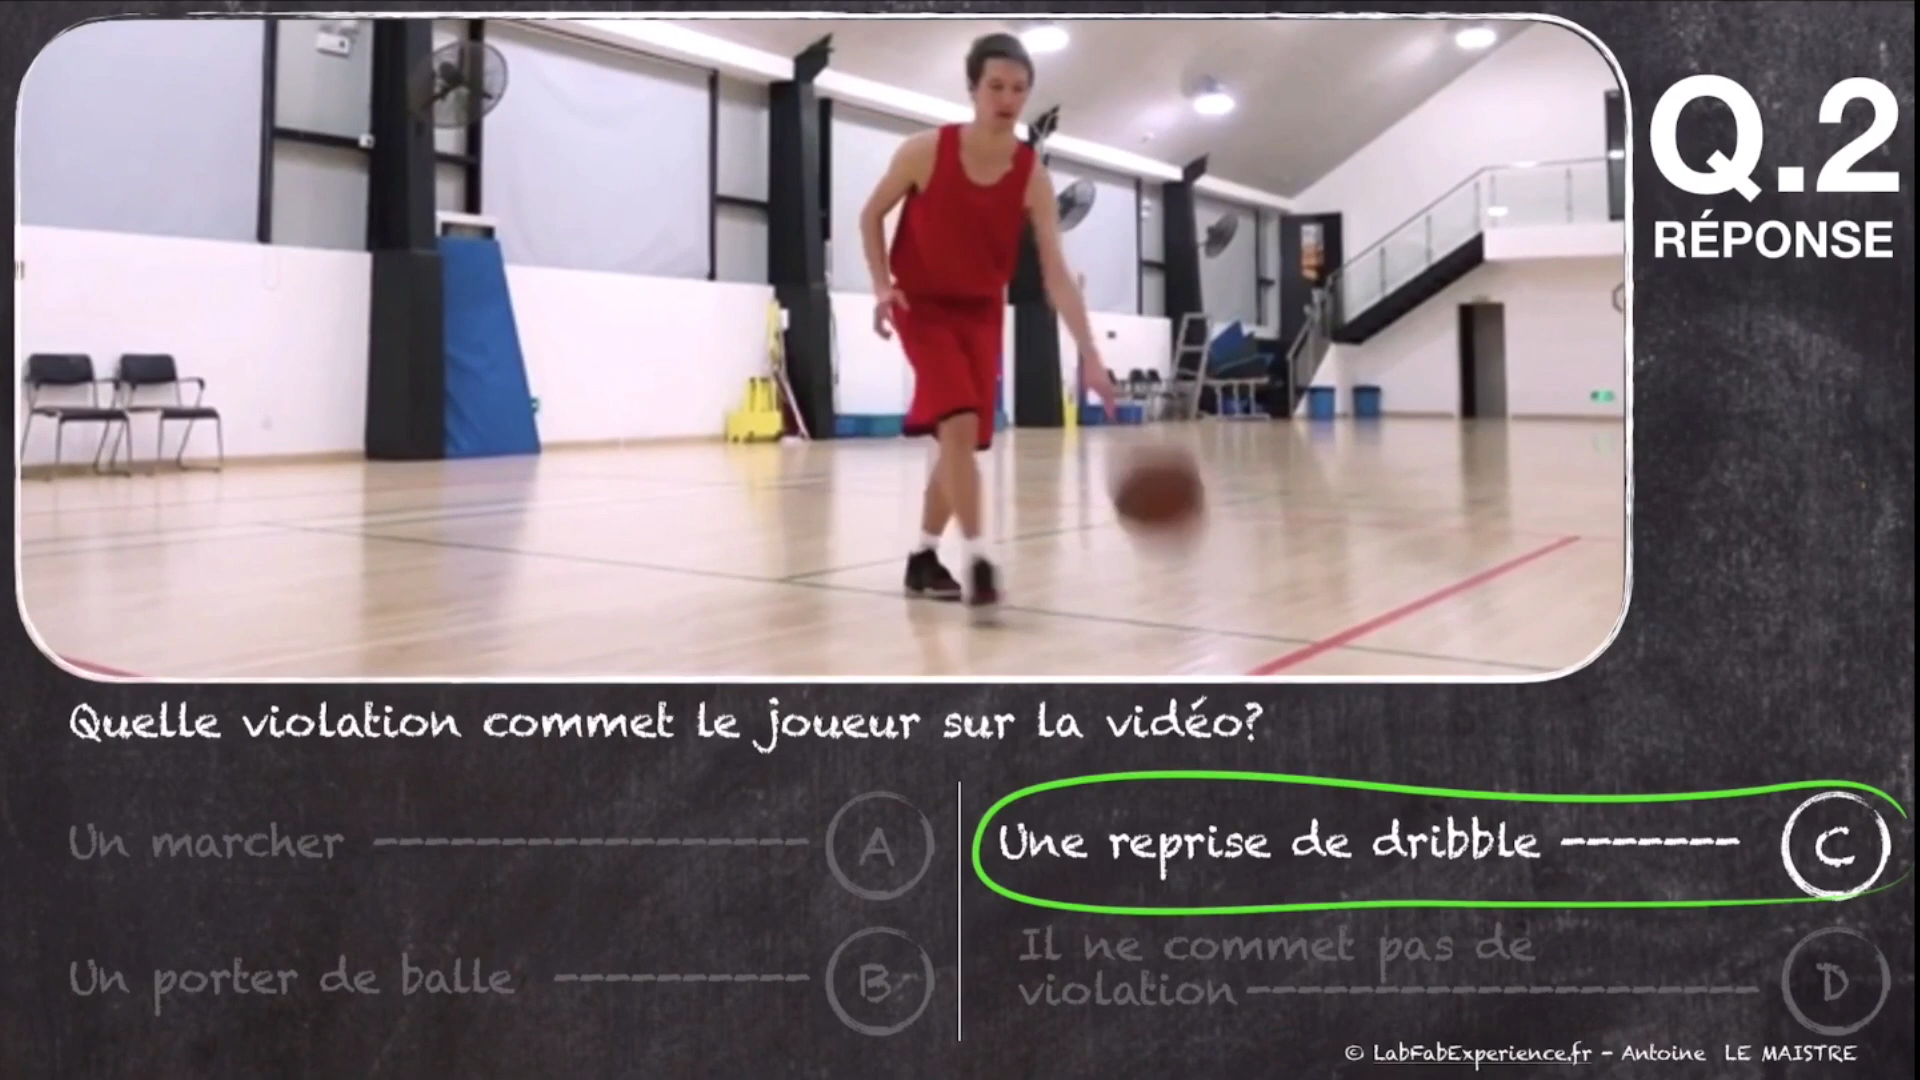 Q.2
RÉPONSE
Quelle violation commet le joueur sur la vidéo?
Un marcher ----------------- A
Un porter de balle ---------- B
Une reprise de dribble ------- C
Il ne commet pas de
violation-------------------- D
© LabFabExperience.fr - Antoine LE MAISTRE